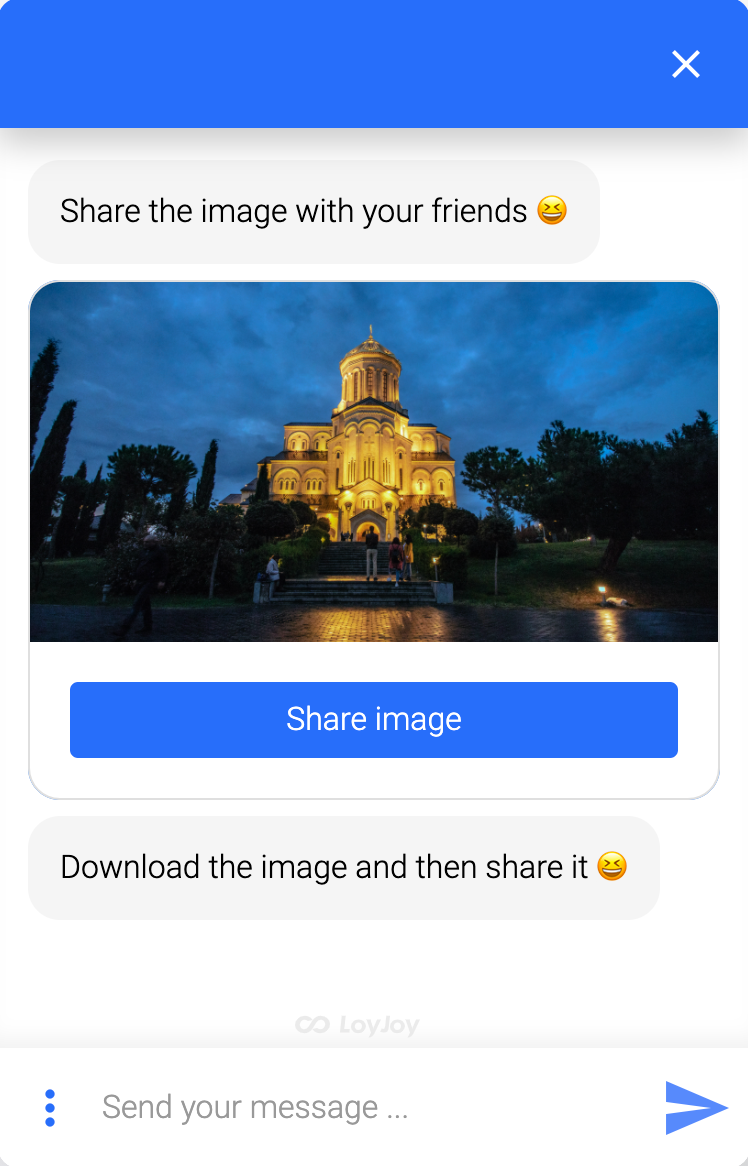 Share the image with your friends 😆
Share image
Download the image and then share it 😆
LoyJoy
Send your message ...